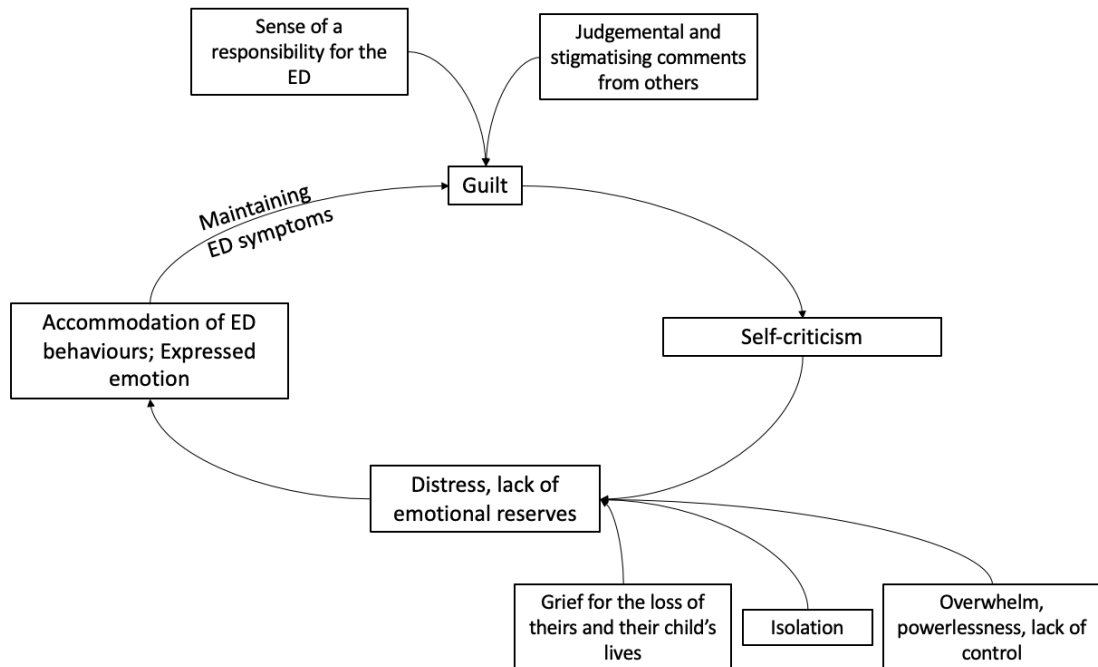 Sense of a
responsibility for the
ED
Judgemental and
stigmatising comments
from others
Guilt
Maintaining
ED symptoms
Accommodation of ED
behaviours; Expressed
emotion
Self-criticism
Distress, lack of
emotional reserves
Grief for the loss of
theirs and their child's
lives
Isolation
Overwhelm,
powerlessness, lack of
control